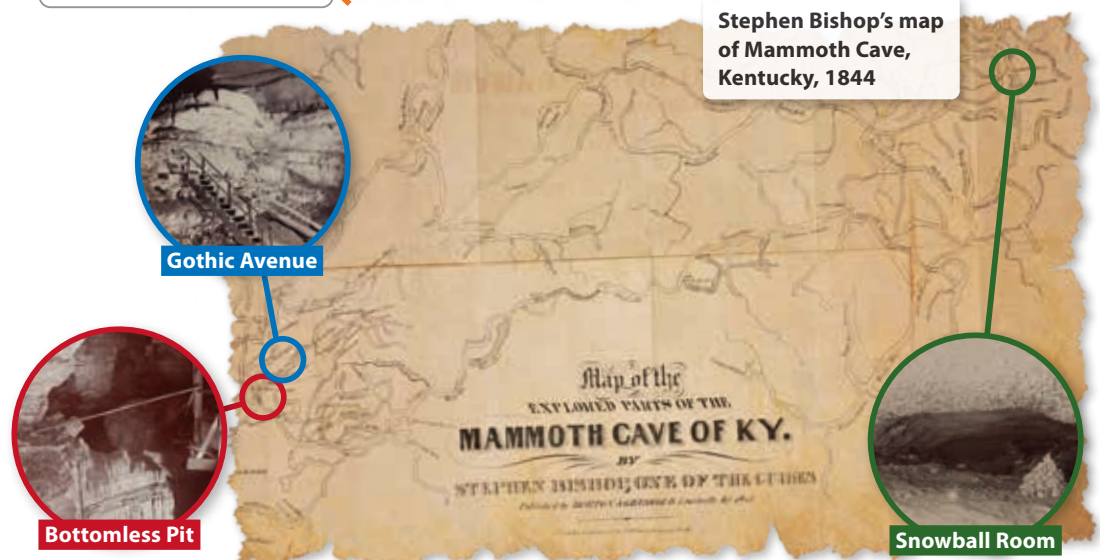 Stephen Bishop's map
of Mammoth Cave,
Kentucky, 1844
Gothic Avenue
Bottomless Pit
Snowball Room
Map of the
EXPLORED PARTS OF THE
MAMMOTH CAVE OF KY.
BY
STEPHEN BISHOP, ONE OF THE GUIDES